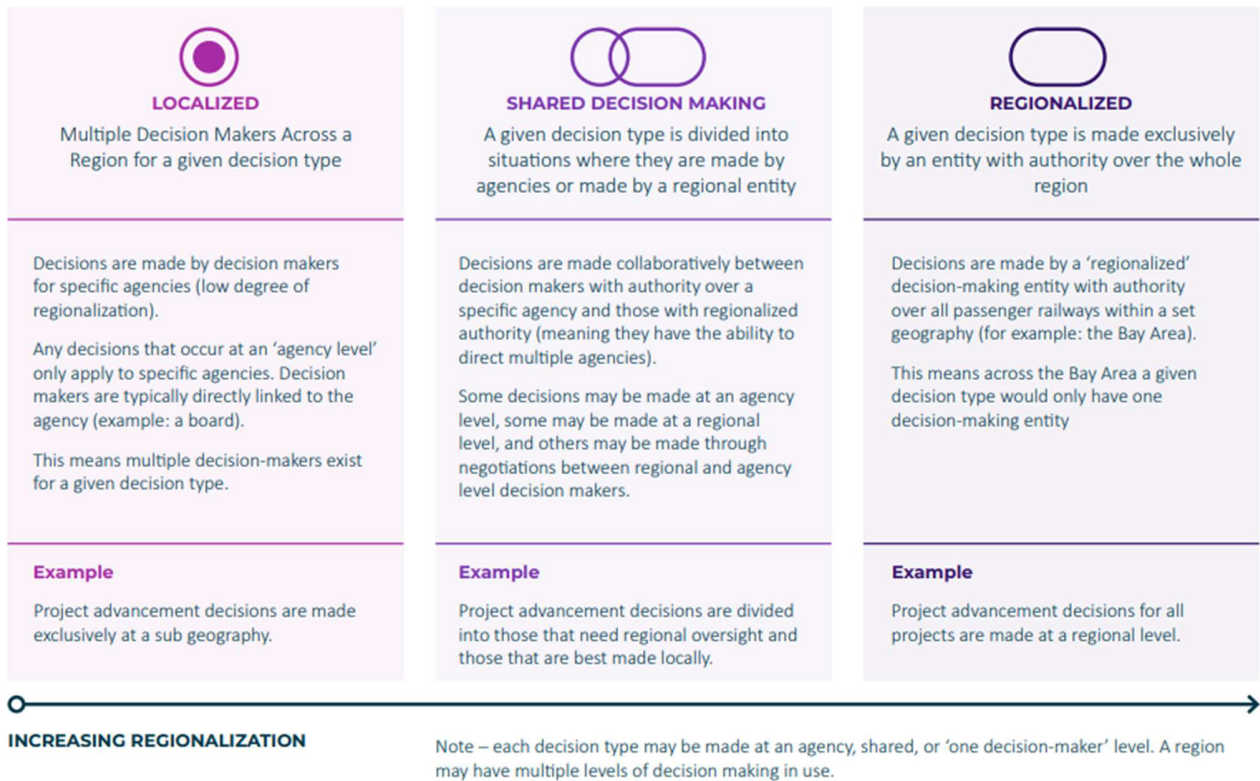 LOCALIZED
Multiple Decision Makers Across a
Region for a given decision type
Decisions are made by decision makers
for specific agencies (low degree of
regionalization).
Any decisions that occur at an ‘agency level’
only apply to specific agencies. Decision
makers are typically directly linked to the
agency (example: a board).
This means multiple decision-makers exist
for a given decision type.
Example
Project advancement decisions are made
exclusively at a sub geography.
SHARED DECISION MAKING
A given decision type is divided into
situations where they are made by
agencies or made by a regional entity
Decisions are made collaboratively between
decision makers with authority over a
specific agency and those with regionalized
authority (meaning they have the ability to
direct multiple agencies).
Some decisions may be made at an agency
level, some may be made at a regional
level, and others may be made through
negotiations between regional and agency
level decision makers.
Example
Project advancement decisions are divided
into those that need regional oversight and
those that are best made locally.
REGIONALIZED
A given decision type is made exclusively
by an entity with authority over the whole
region
Decisions are made by a ‘regionalized’
decision-making entity with authority
over all passenger railways within a set
geography (for example: the Bay Area).
This means across the Bay Area a given
decision type would only have one
decision-making entity
Example
Project advancement decisions for all
projects are made at a regional level.
INCREASING REGIONALIZATION
Note – each decision type may be made at an agency, shared, or ‘one decision-maker’ level. A region
may have multiple levels of decision making in use.